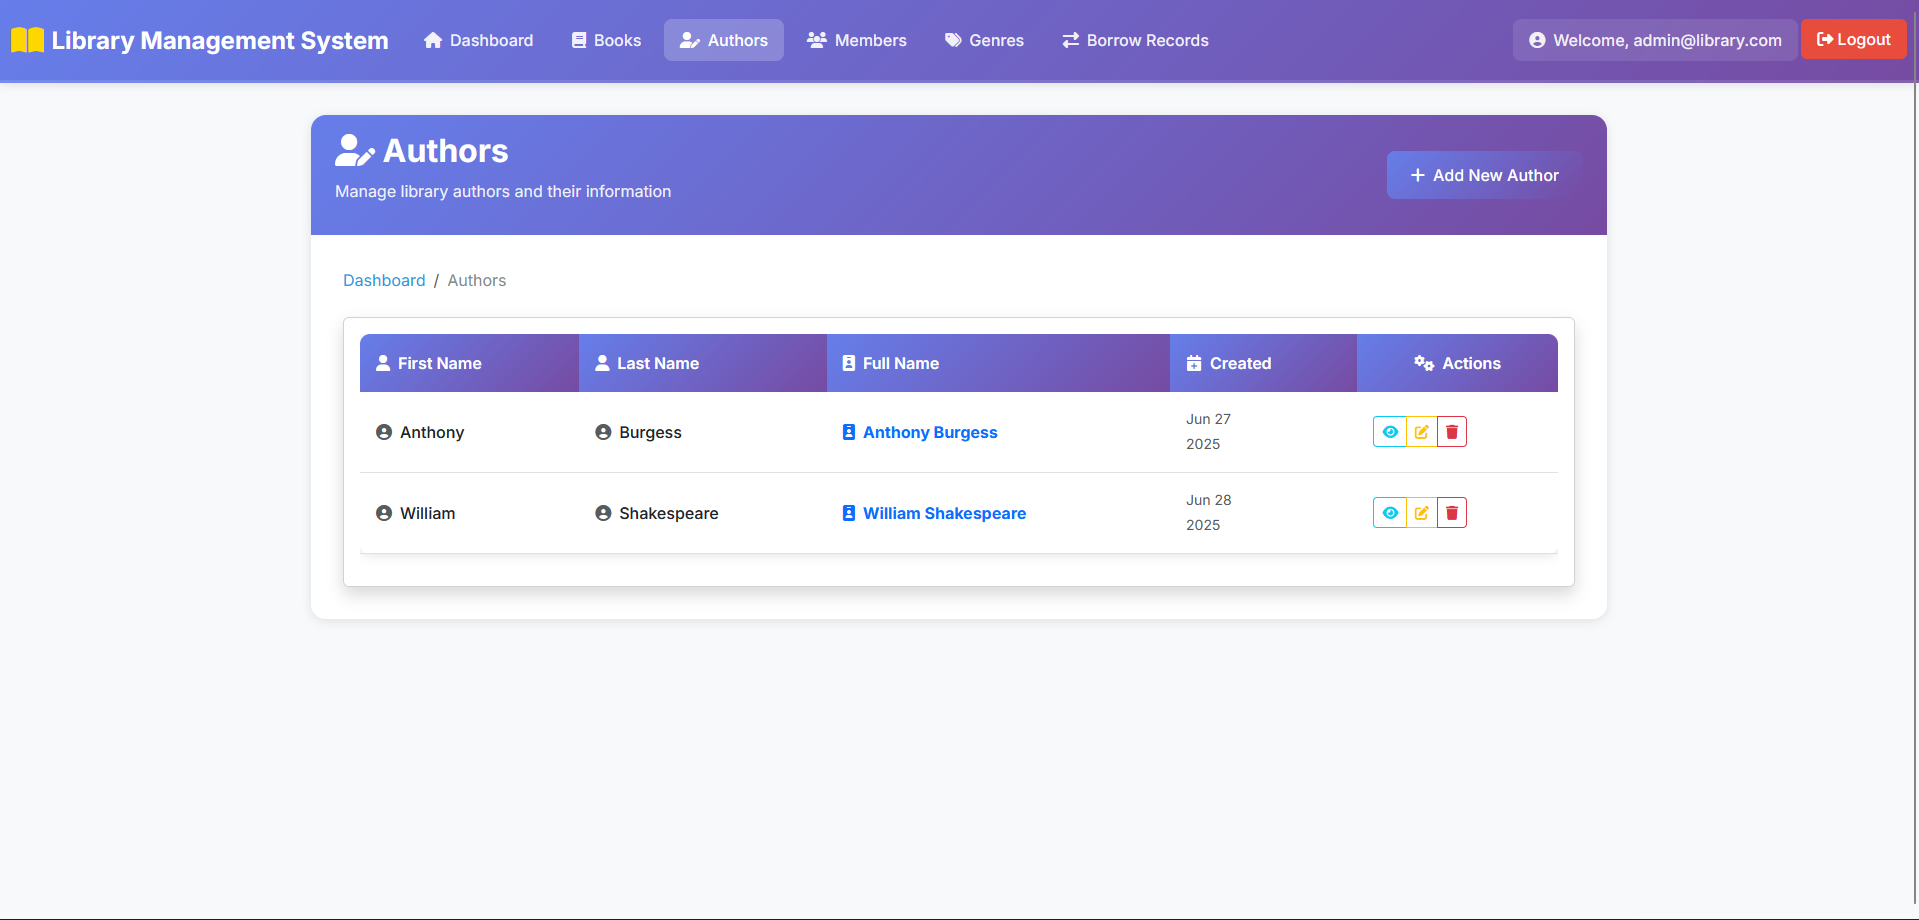 Library Management System Dashboard Books Authors Members Genres Borrow Records Welcome, admin@library.com Logout
Authors
Manage library authors and their information
Add New Author
Dashboard / Authors
First Name Last Name Full Name Created Actions
Anthony Burgess Anthony Burgess Jun 27
2025
William Shakespeare William Shakespeare Jun 28
2025